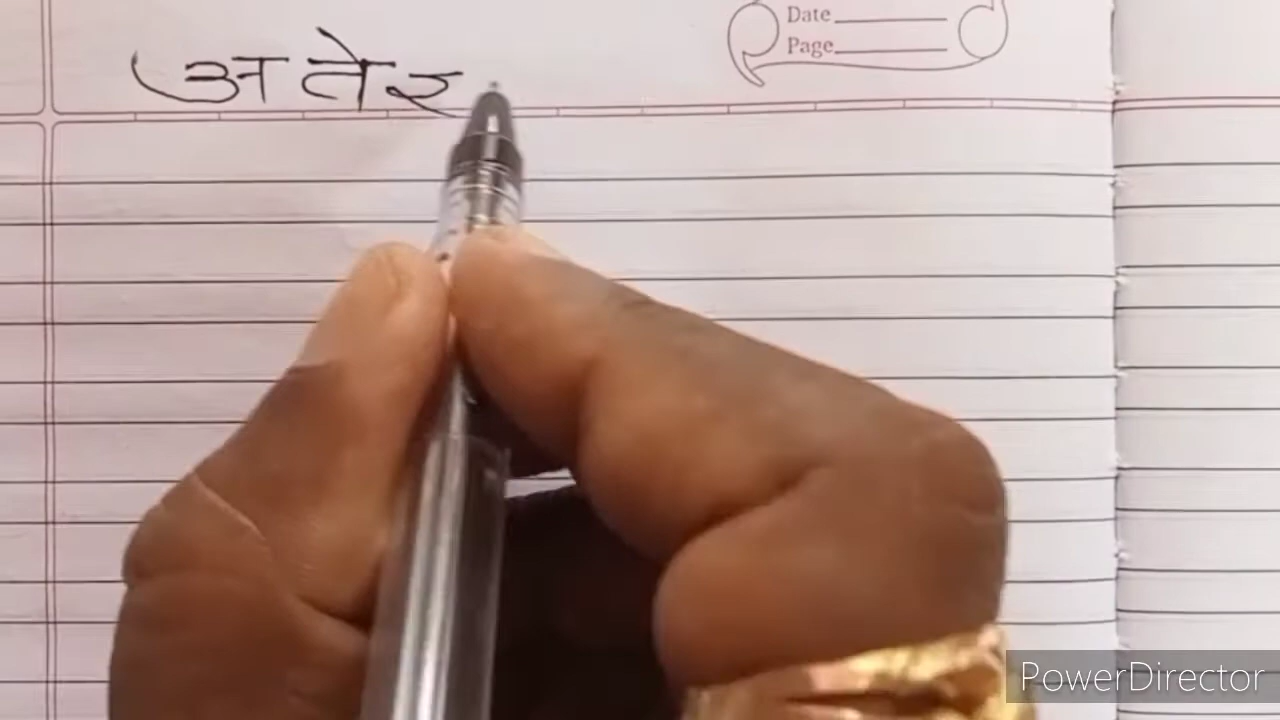 Date
Page
अतेर
PowerDirector